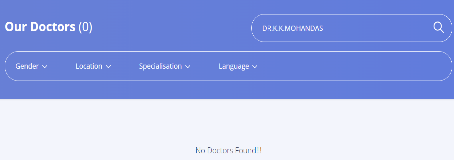 Our Doctors (0)
DR.K.K.MOHANDAS
Gender
Location
Specialisation
Language
No Doctors Found!!